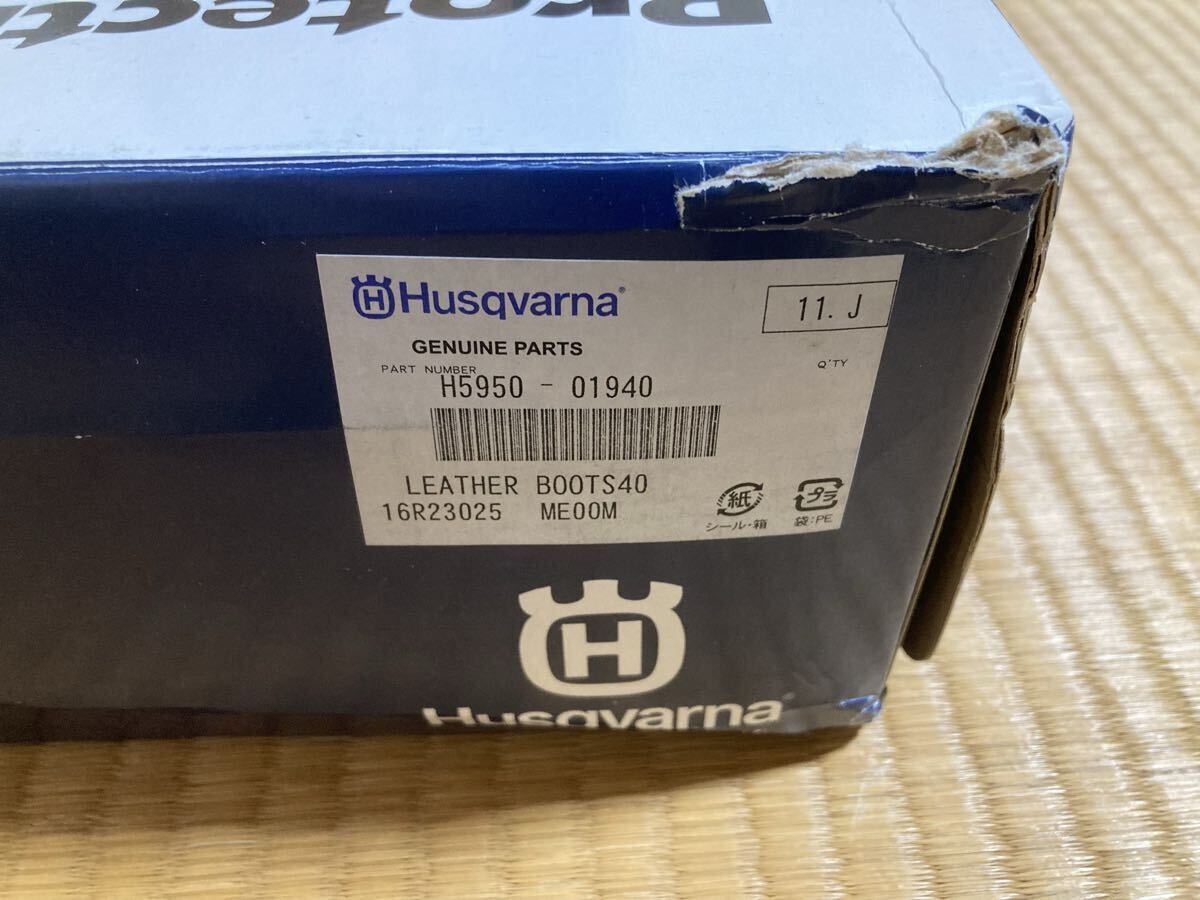 Protecti
Husqvarna®
11. J
GENUINE PARTS
PART NUMBER
Q'TY
H5950 - 01940
LEATHER BOOTS40
16R23025 ME00M
紙
プラ
シール・箱
袋:PE
H
Husqvarna®